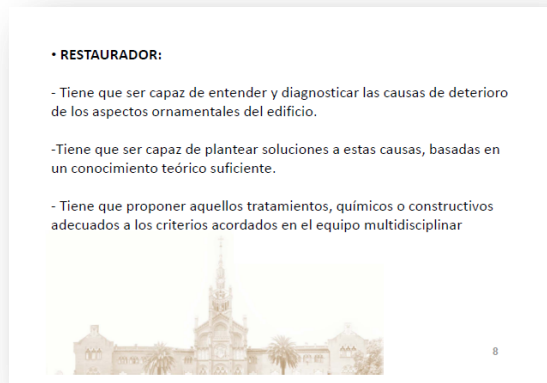 • RESTAURADOR:
- Tiene que ser capaz de entender y diagnosticar las causas de deterioro
de los aspectos ornamentales del edificio.
-Tiene que ser capaz de plantear soluciones a estas causas, basadas en
un conocimiento teórico suficiente.
- Tiene que proponer aquellos tratamientos, químicos o constructivos
adecuados a los criterios acordados en el equipo multidisciplinar
8